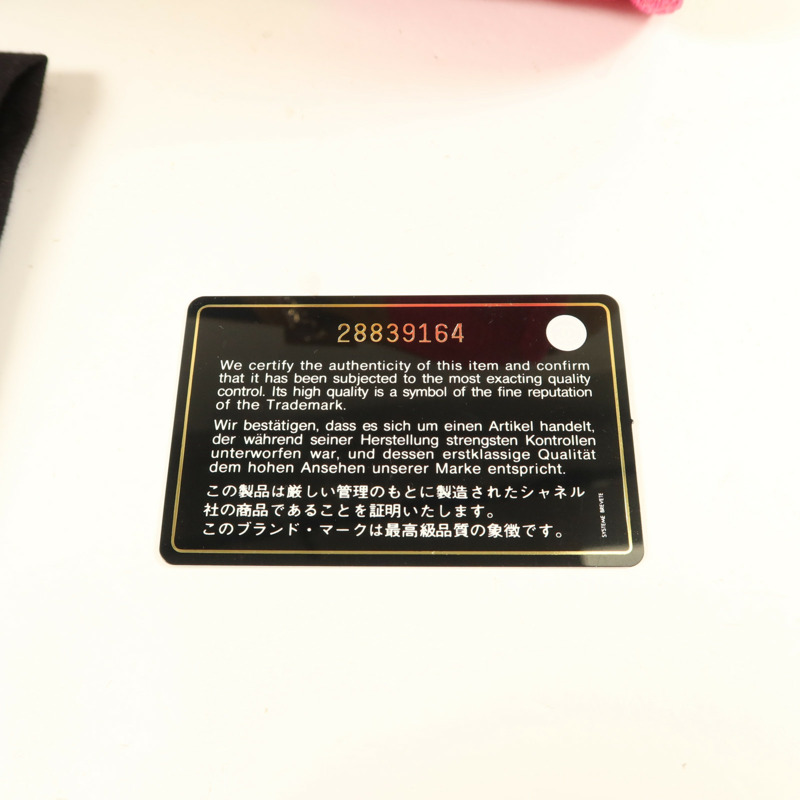 28839164
We certify the authenticity of this item and confirm
that it has been subjected to the most exacting quality
control. Its high quality is a symbol of the fine reputation
of the Trademark.
Wir bestätigen, dass es sich um einen Artikel handelt,
der während seiner Herstellung strengsten Kontrollen
unterworfen war, und dessen erstklassige Qualität
dem hohen Ansehen unserer Marke entspricht.
この製品は厳しい管理のもとに製造されたシャネル
社の商品であることを証明いたします。
このブランド・マークは最高級品質の象徴です。
SYSTEME BREVETE